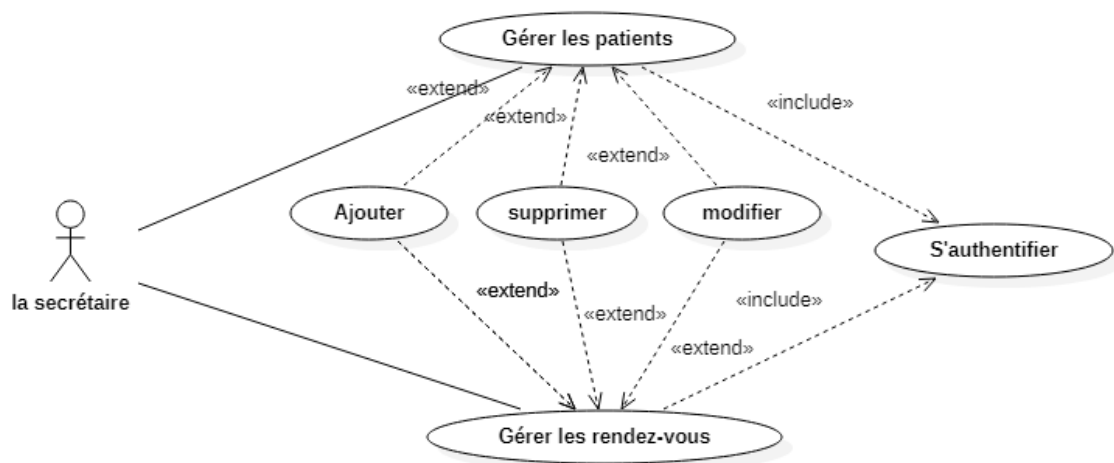 Gérer les patients
«extend»
«extend»
«include»
«extend»
Ajouter
supprimer
modifier
S'authentifier
la secrétaire
«extend»
«include»
«extend»
«extend»
Gérer les rendez-vous